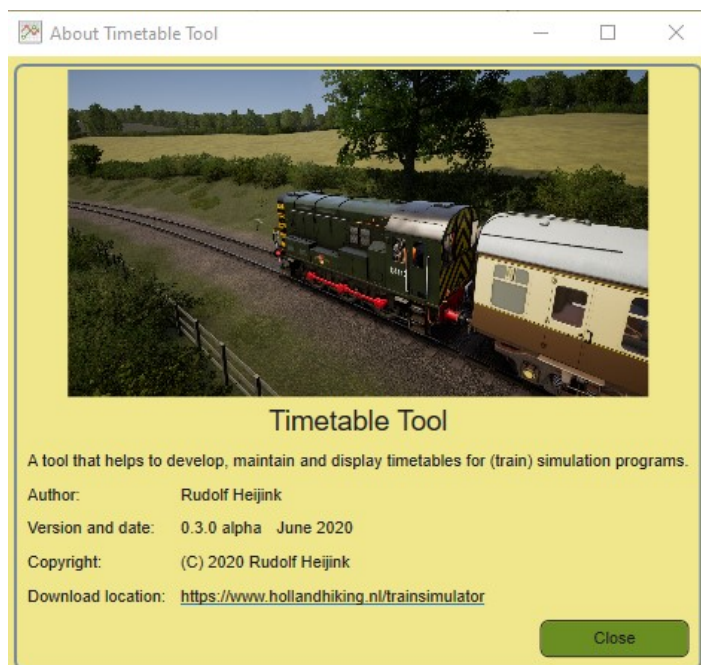 About Timetable Tool
Timetable Tool
A tool that helps to develop, maintain and display timetables for (train) simulation programs.
Author: Rudolf Heijink
Version and date: 0.3.0 alpha June 2020
Copyright: (C) 2020 Rudolf Heijink
Download location: https://www.hollandhiking.nl/trainsimulator
Close